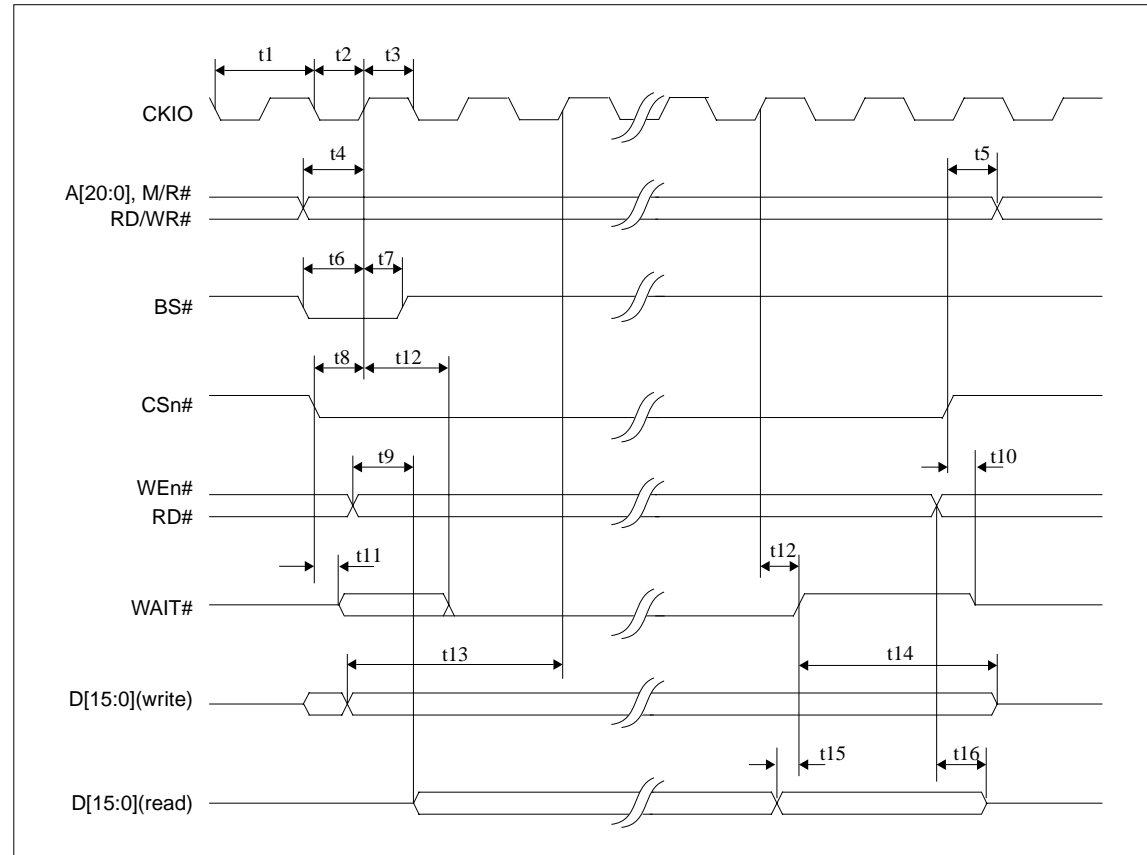 t1 t2 t3
CKIO
t4 t5
A[20:0], M/R#
RD/WR#
t6 t7
BS#
t8 t12
CSn#
t9 t10
WEn#
RD#
t11 t12
WAIT#
t13 t14
D[15:0](write)
t15 t16
D[15:0](read)